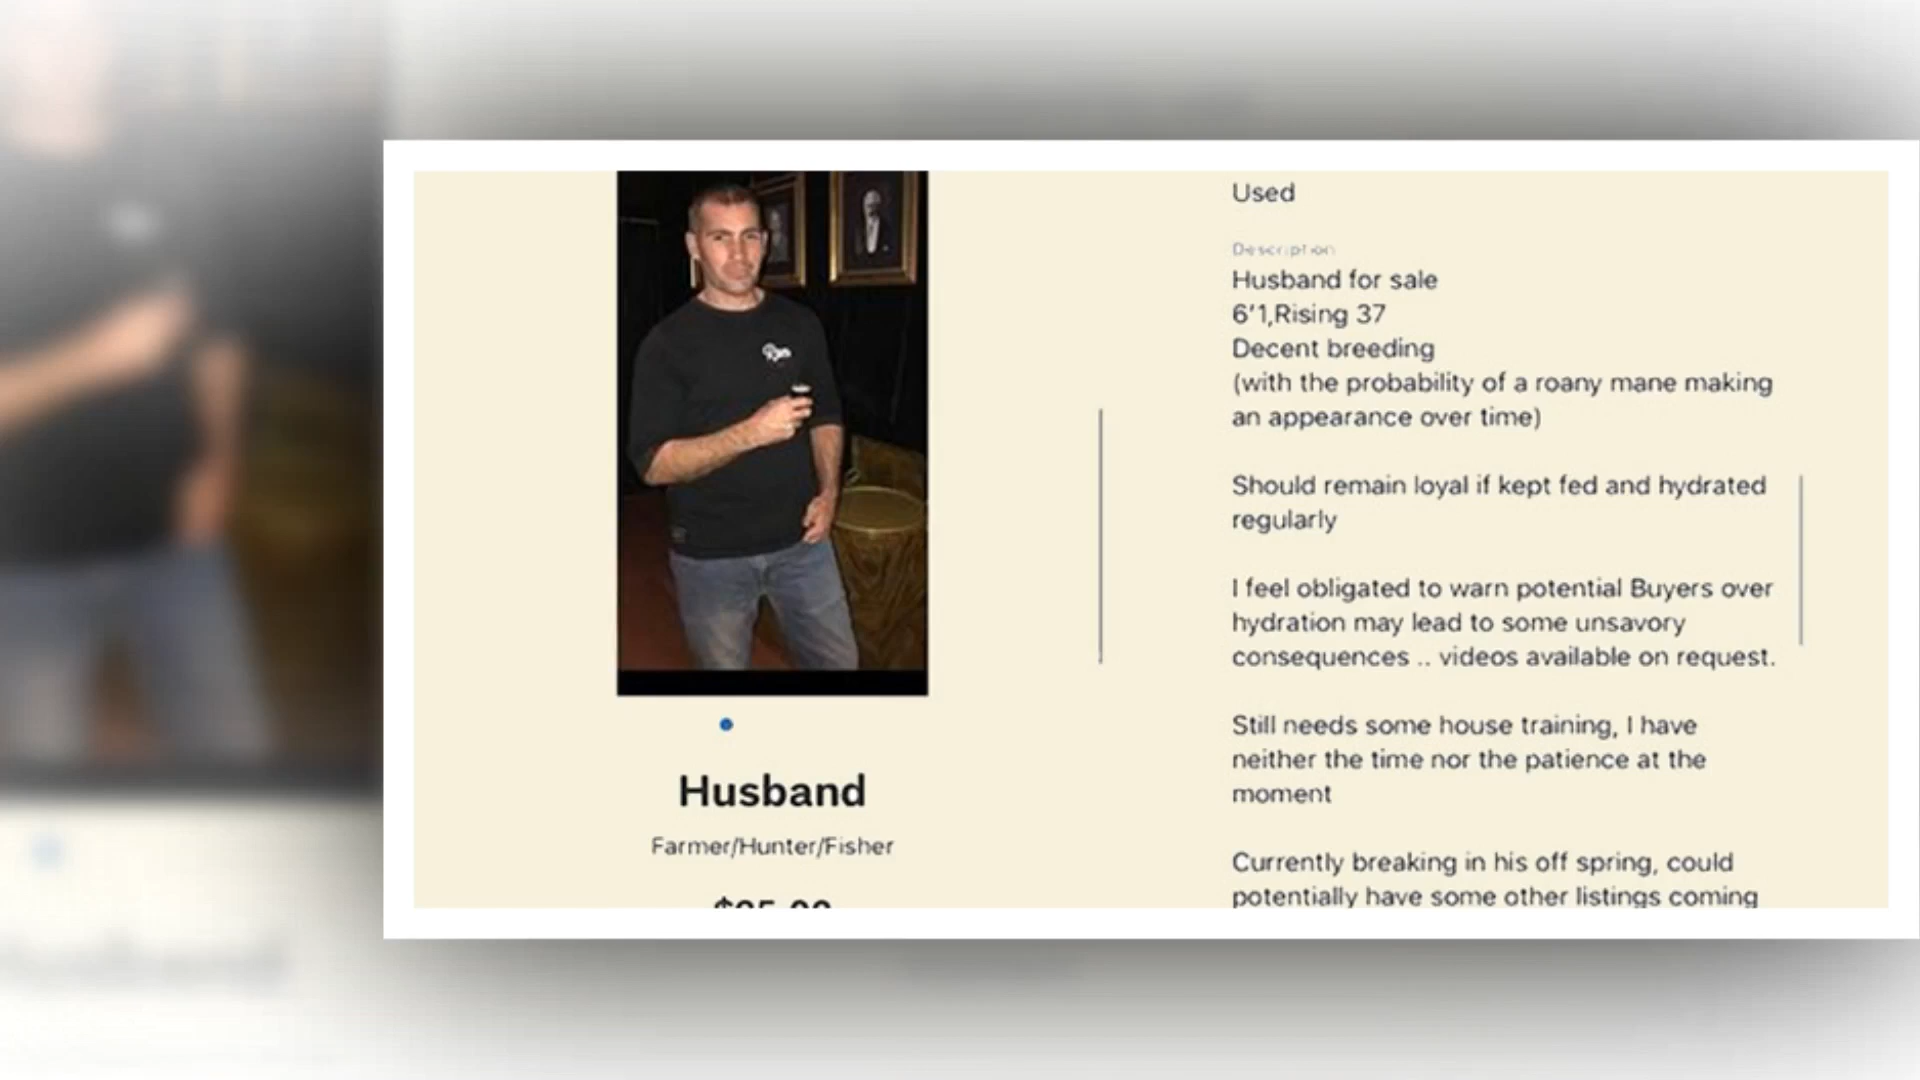 Husband
Farmer/Hunter/Fisher
Used
Description
Husband for sale
6'1,Rising 37
Decent breeding
(with the probability of a roany mane making
an appearance over time)
Should remain loyal if kept fed and hydrated
regularly
I feel obligated to warn potential Buyers over
hydration may lead to some unsavory
consequences .. videos available on request.
Still needs some house training, I have
neither the time nor the patience at the
moment
Currently breaking in his off spring, could
potentially have some other listings coming